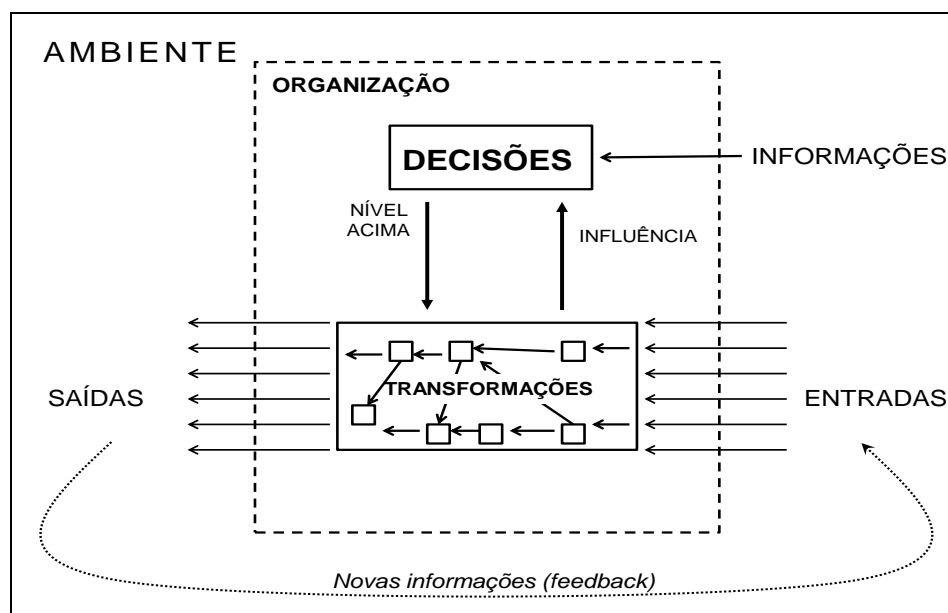 AMBIENTE
ORGANIZAÇÃO
DECISÕES
INFORMAÇÕES
NÍVEL
ACIMA
INFLUÊNCIA
TRANSFORMAÇÕES
SAÍDAS
ENTRADAS
Novas informações (feedback)